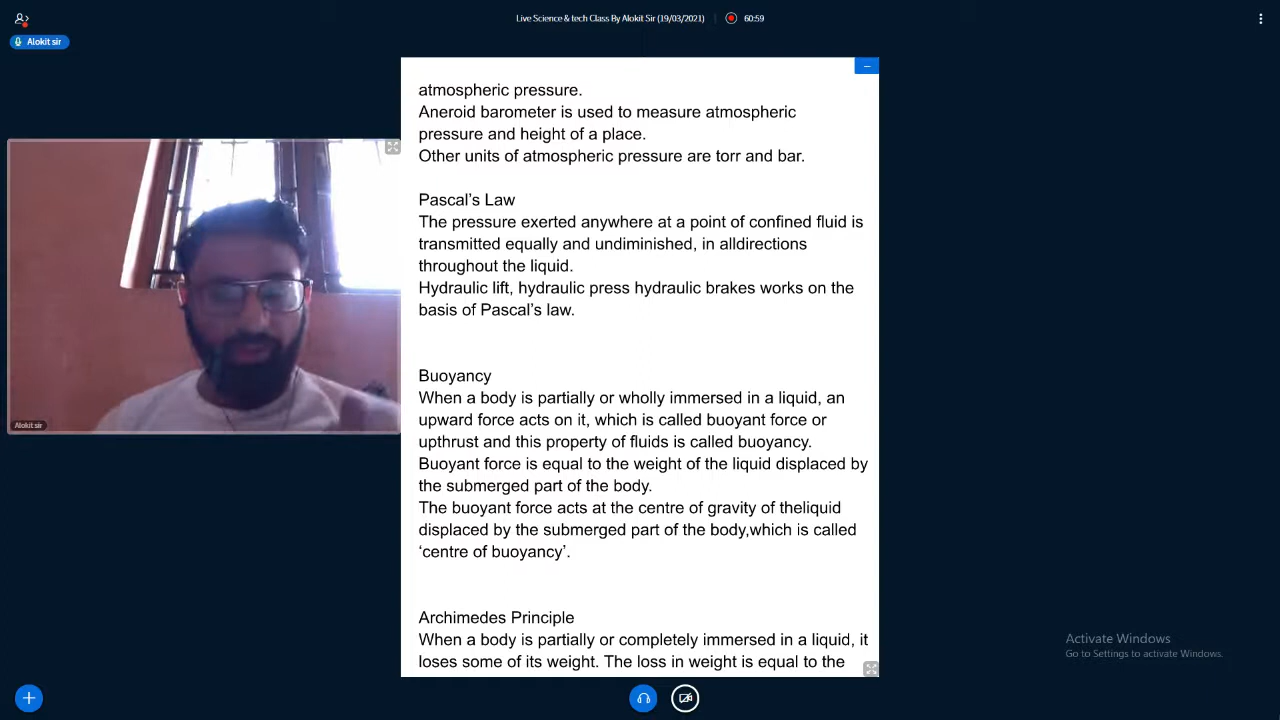 Live Science & tech Class By Alokit Sir (19/03/2021)
60:59
Alokit sir
atmospheric pressure.
Aneroid barometer is used to measure atmospheric
pressure and height of a place.
Other units of atmospheric pressure are torr and bar.
Pascal’s Law
The pressure exerted anywhere at a point of confined fluid is
transmitted equally and undiminished, in alldirections
throughout the liquid.
Hydraulic lift, hydraulic press hydraulic brakes works on the
basis of Pascal’s law.
Buoyancy
When a body is partially or wholly immersed in a liquid, an
upward force acts on it, which is called buoyant force or
upthrust and this property of fluids is called buoyancy.
Buoyant force is equal to the weight of the liquid displaced by
the submerged part of the body.
The buoyant force acts at the centre of gravity of theliquid
displaced by the submerged part of the body,which is called
‘centre of buoyancy’.
Archimedes Principle
When a body is partially or completely immersed in a liquid, it
loses some of its weight. The loss in weight is equal to the
Alokit sir
Activate Windows
Go to Settings to activate Windows.